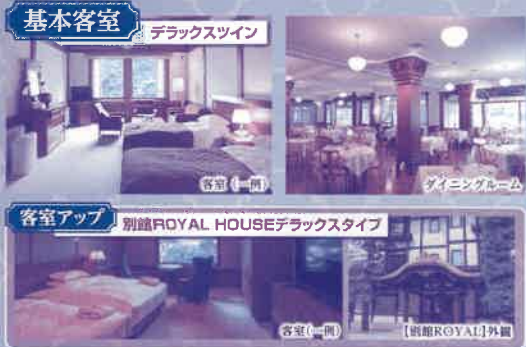 基本客室
デラックスツイン
客室(一例)
ダイニングルーム
客室アップ
別館ROYAL HOUSEデラックスタイプ
客室(一例)
【別館ROYAL】外観